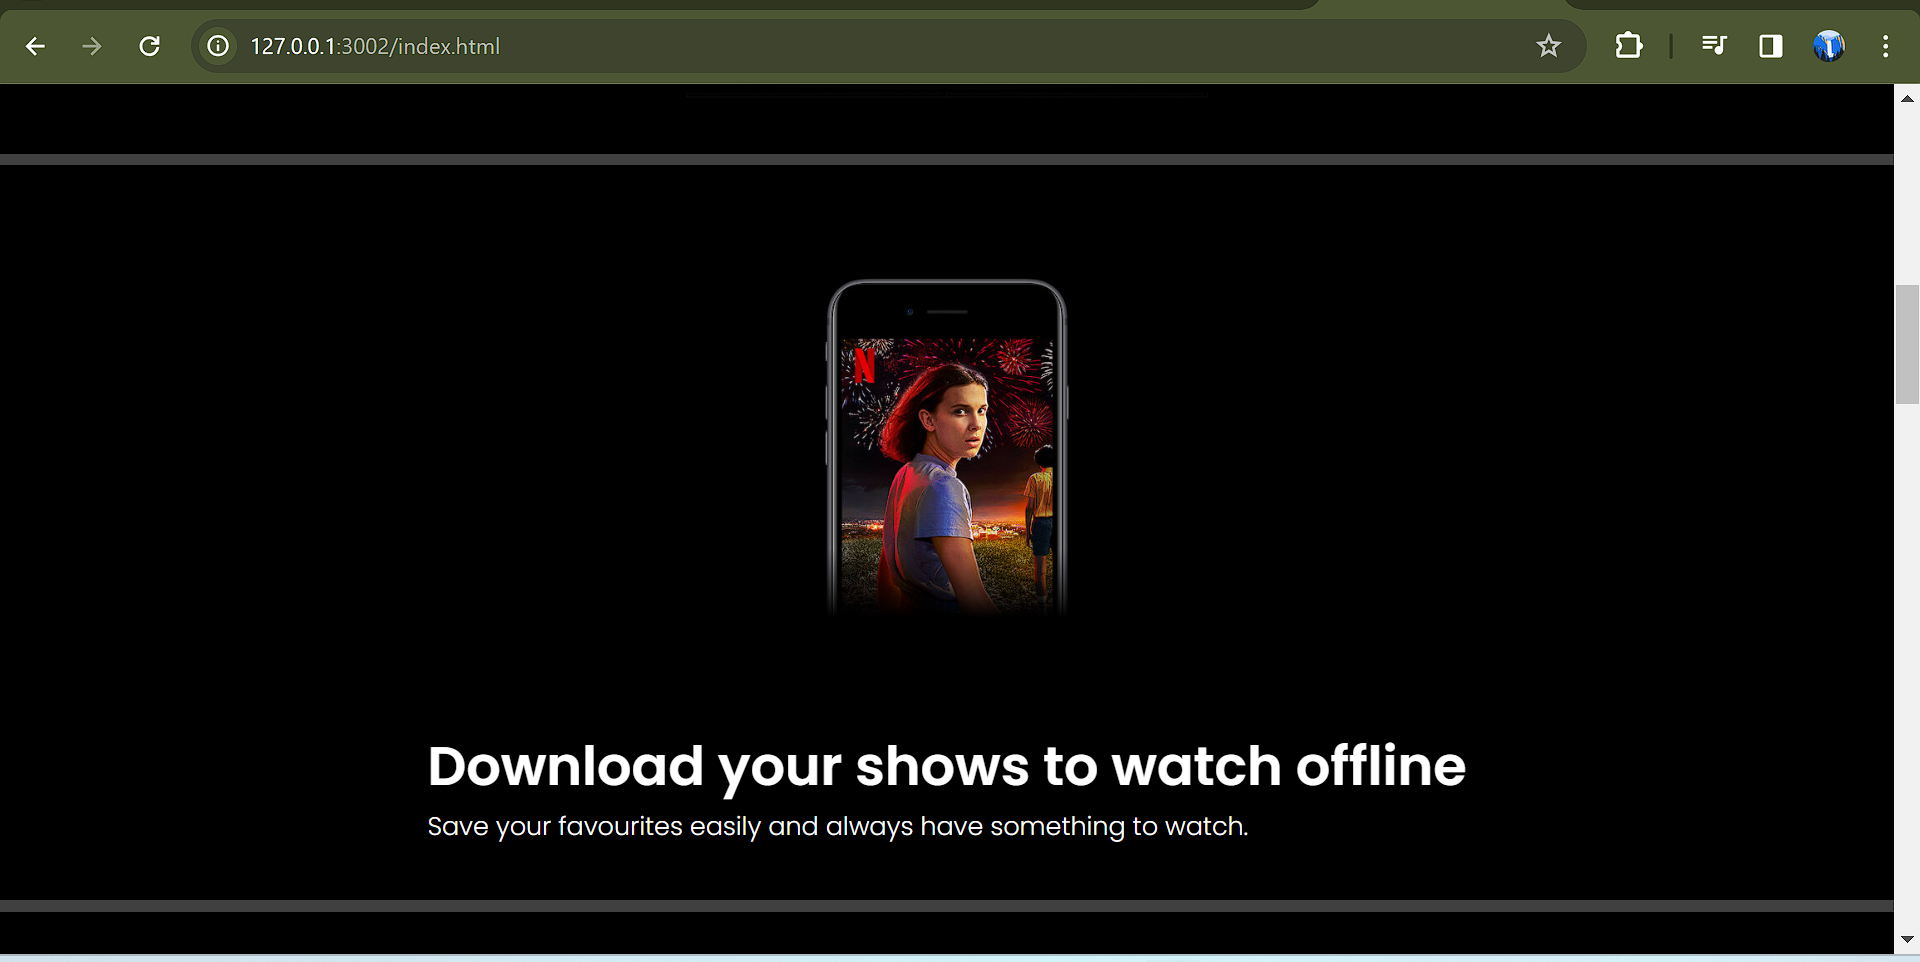 127.0.0.1:3002/index.html
N
Download your shows to watch offline
Save your favourites easily and always have something to watch.